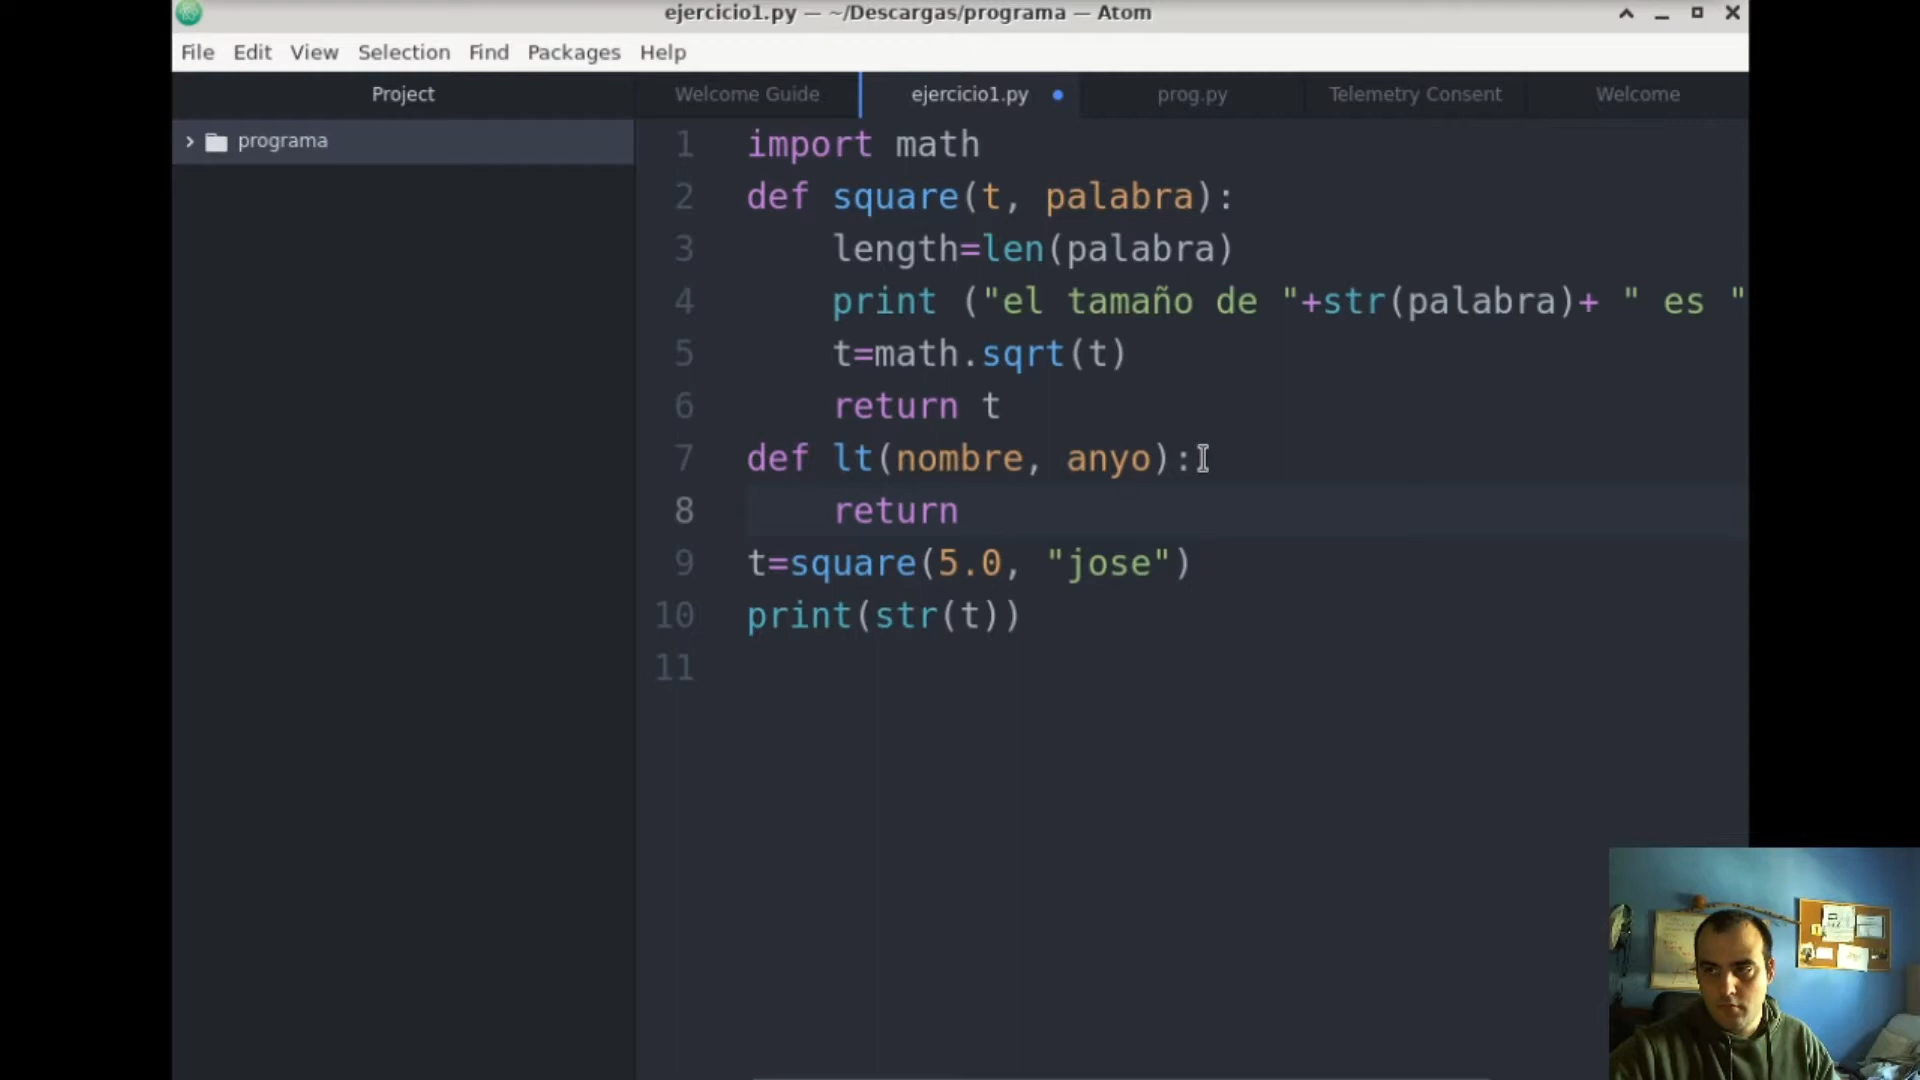 ejercicio1.py — ~/Descargas/programa — Atom
File Edit View Selection Find Packages Help
Project
Welcome Guide
ejercicio1.py
prog.py
Telemetry Consent
Welcome
programa
1 import math
2 def square(t, palabra):
3 length=len(palabra)
4 print ("el tamaño de "+str(palabra)+ " es "
5 t=math.sqrt(t)
6 return t
7 def lt(nombre, anyo):
8 return
9 t=square(5.0, "jose")
10 print(str(t))
11